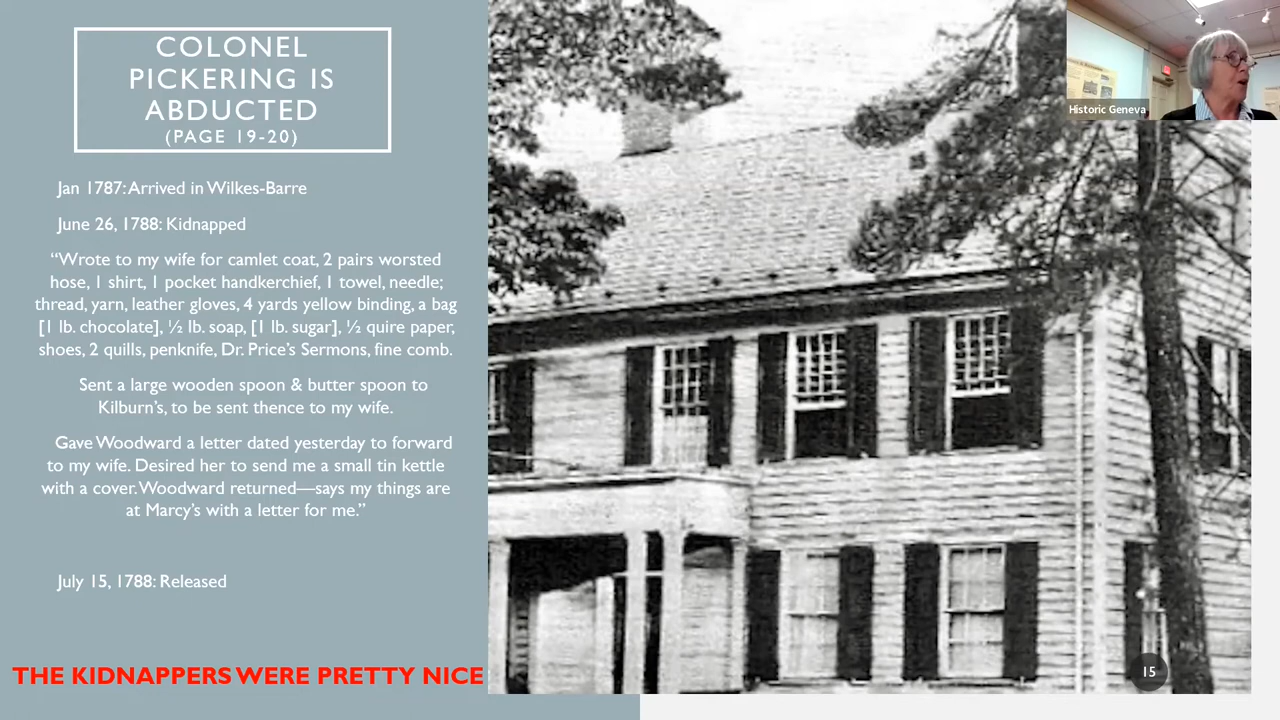 COLONEL
PICKERING IS
ABDUCTED
(PAGE 19-20)
Jan 1787: Arrived in Wilkes-Barre
June 26, 1788: Kidnapped
“Wrote to my wife for camlet coat, 2 pairs worsted
hose, 1 shirt, 1 pocket handkerchief, 1 towel, needle;
thread, yarn, leather gloves, 4 yards yellow binding, a bag
[1 lb. chocolate], ½ lb. soap, [1 lb. sugar], ½ quire paper,
shoes, 2 quills, penknife, Dr. Price’s Sermons, fine comb.
Sent a large wooden spoon & butter spoon to
Kilburn’s, to be sent thence to my wife.
Gave Woodward a letter dated yesterday to forward
to my wife. Desired her to send me a small tin kettle
with a cover. Woodward returned—says my things are
at Marcy’s with a letter for me.”
July 15, 1788: Released
THE KIDNAPPERS WERE PRETTY NICE
Historic Geneva
15